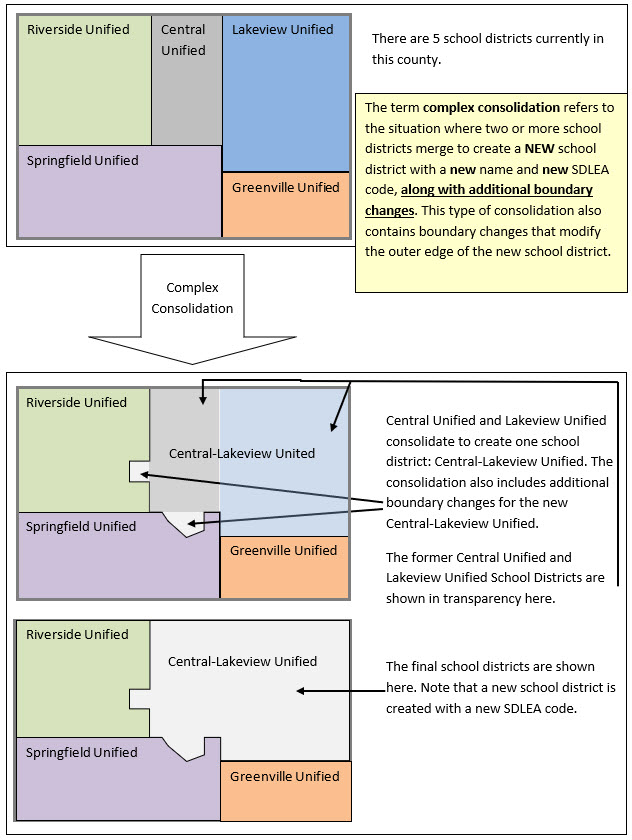 Riverside Unified
Central
Unified
Lakeview Unified
Springfield Unified
Greenville Unified
There are 5 school districts currently in
this county.
The term complex consolidation refers to
the situation where two or more school
districts merge to create a NEW school
district with a new name and new SDLEA
code, along with additional boundary
changes. This type of consolidation also
contains boundary changes that modify
the outer edge of the new school district.
Complex
Consolidation
Riverside Unified
Central-Lakeview United
Springfield Unified
Greenville Unified
Central Unified and Lakeview Unified
consolidate to create one school
district: Central-Lakeview Unified. The
consolidation also includes additional
boundary changes for the new
Central-Lakeview Unified.
The former Central Unified and
Lakeview Unified School Districts are
shown in transparency here.
Riverside Unified
Central-Lakeview Unified
Springfield Unified
Greenville Unified
The final school districts are shown
here. Note that a new school district is
created with a new SDLEA code.